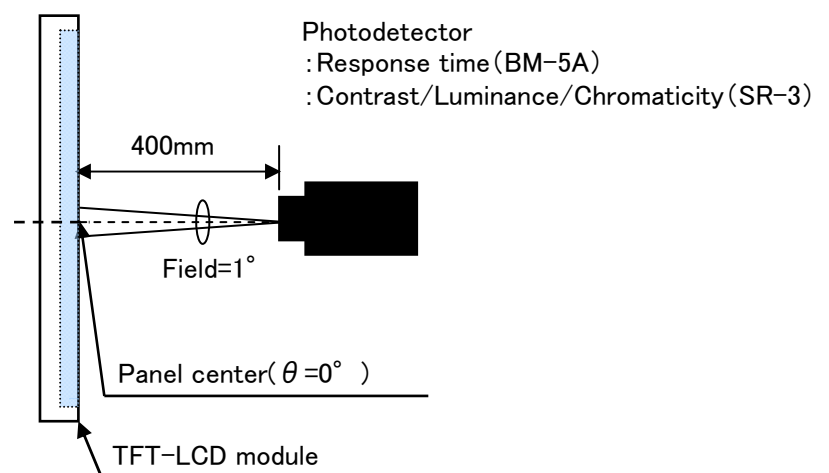 Photodetector
:Response time(BM-5A)
:Contrast/Luminance/Chromaticity(SR-3)
400mm
Field=1°
Panel center(θ=0° )
TFT-LCD module